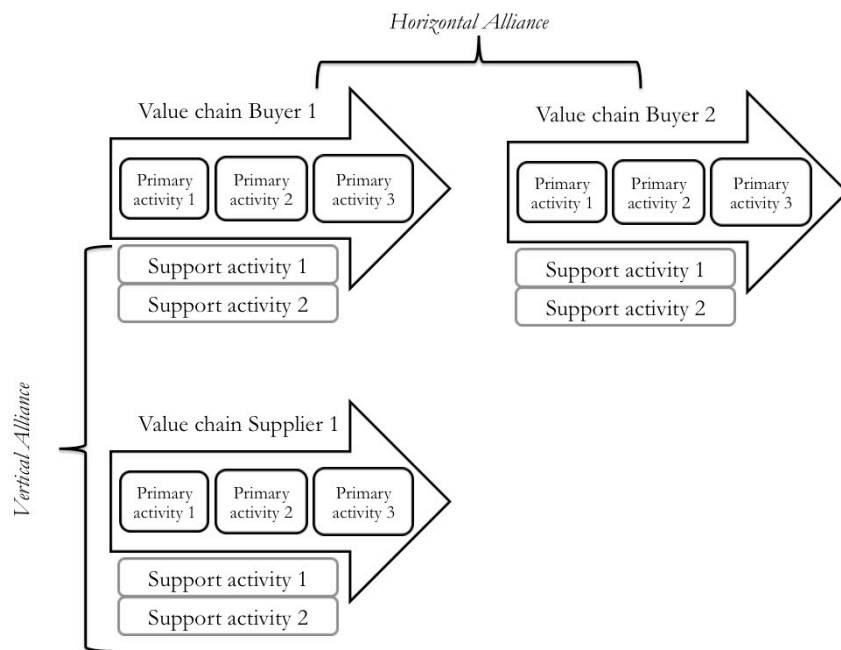 Horizontal Alliance
Value chain Buyer 1
Primary
activity 1
Primary
activity 2
Primary
activity 3
Support activity 1
Support activity 2
Value chain Buyer 2
Primary
activity 1
Primary
activity 2
Primary
activity 3
Support activity 1
Support activity 2
Vertical Alliance
Value chain Supplier 1
Primary
activity 1
Primary
activity 2
Primary
activity 3
Support activity 1
Support activity 2